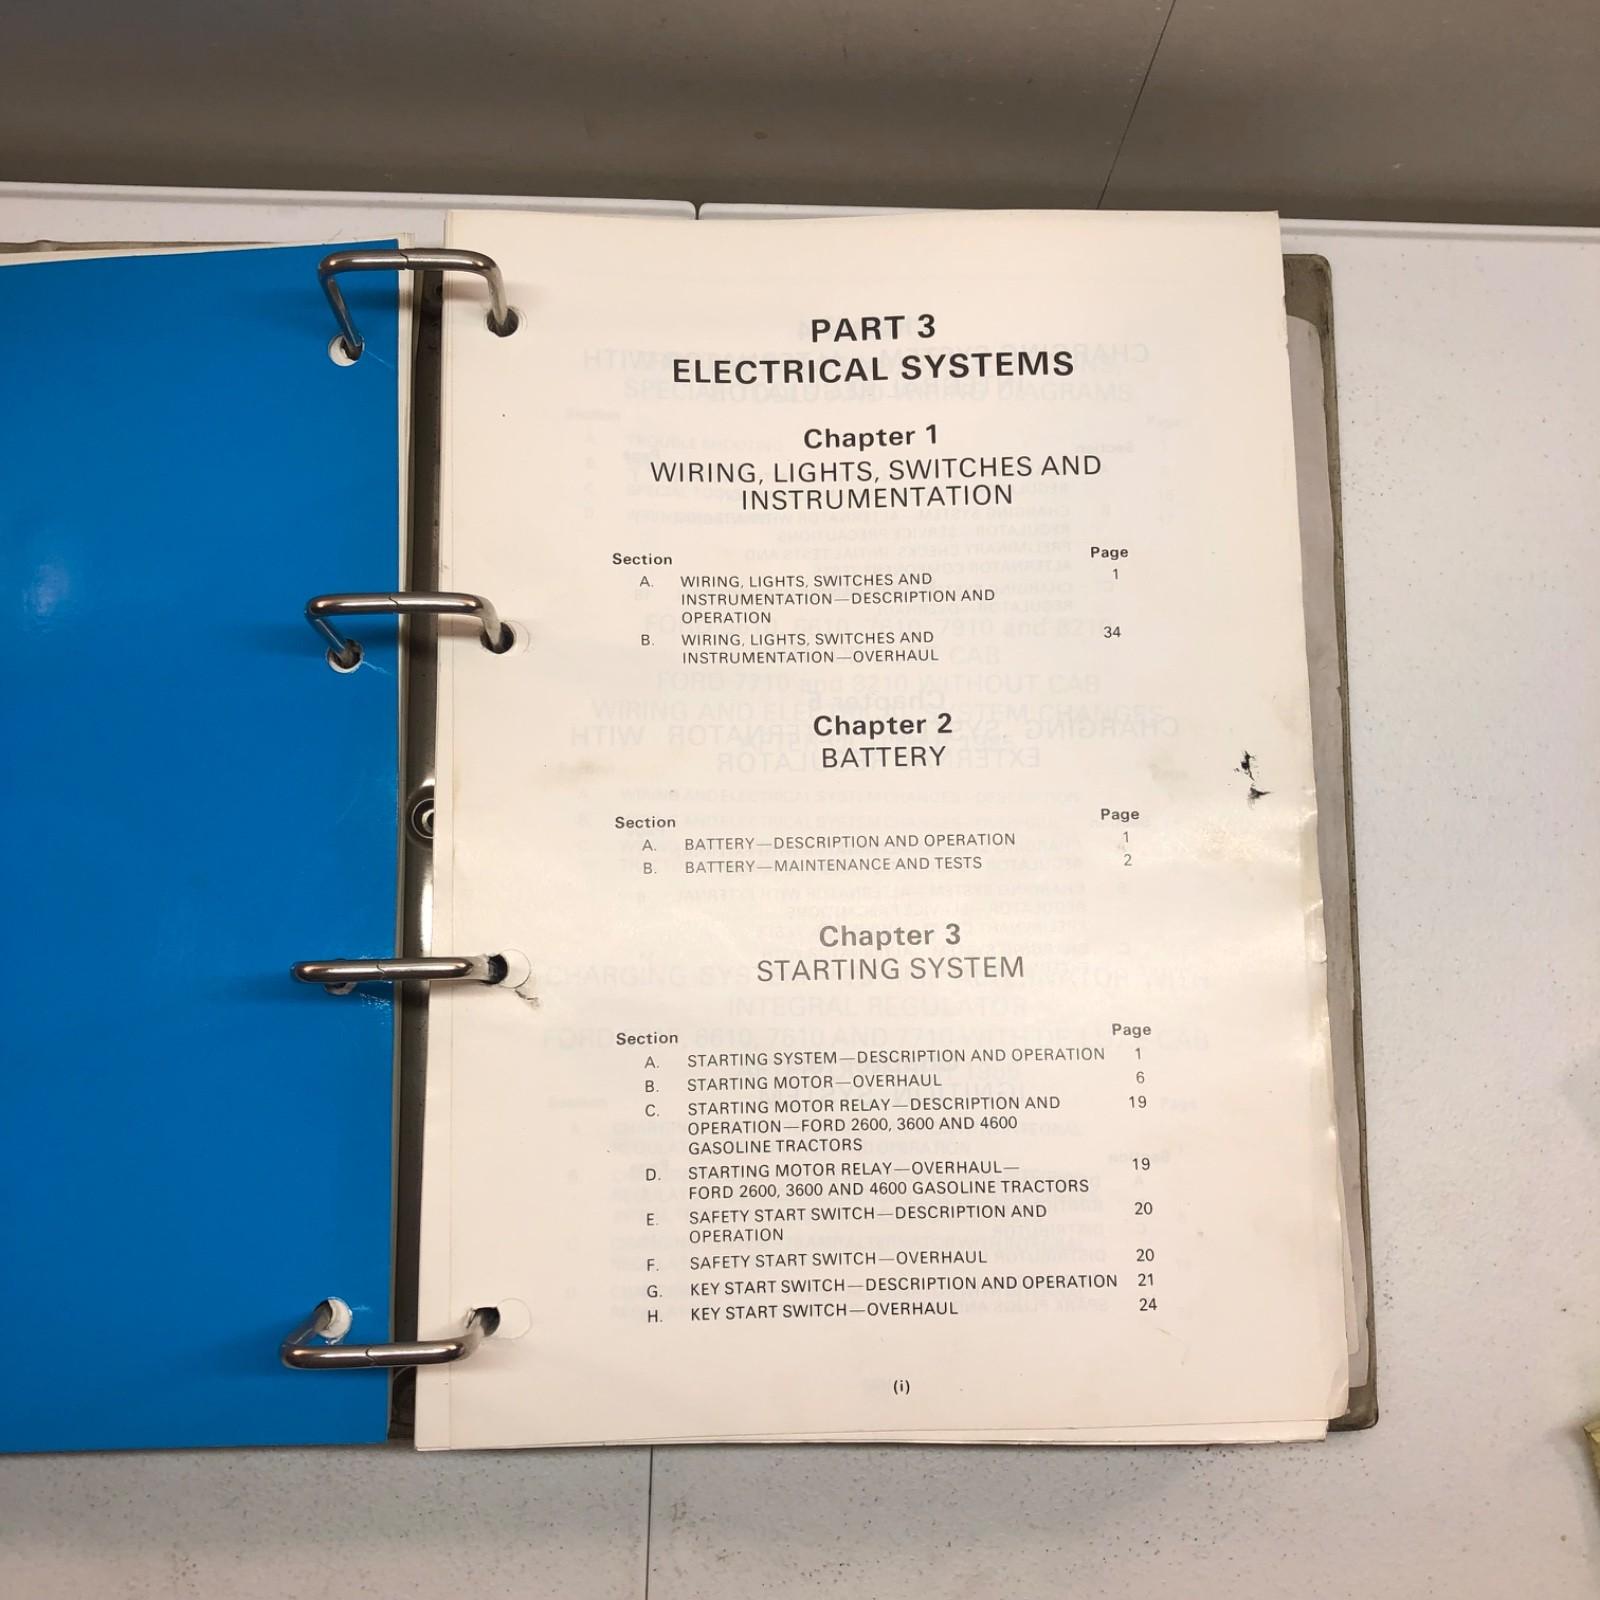 PART 3
ELECTRICAL SYSTEMS
Chapter 1
WIRING, LIGHTS, SWITCHES AND
INSTRUMENTATION
Section Page
A. WIRING, LIGHTS, SWITCHES AND 1
INSTRUMENTATION—DESCRIPTION AND
OPERATION
B. WIRING, LIGHTS, SWITCHES AND 34
INSTRUMENTATION—OVERHAUL
Chapter 2
BATTERY
Section Page
A. BATTERY—DESCRIPTION AND OPERATION 1
B. BATTERY—MAINTENANCE AND TESTS 2
Chapter 3
STARTING SYSTEM
Section Page
A. STARTING SYSTEM—DESCRIPTION AND OPERATION 1
B. STARTING MOTOR—OVERHAUL 6
C. STARTING MOTOR RELAY—DESCRIPTION AND 19
OPERATION—FORD 2600, 3600 AND 4600
GASOLINE TRACTORS
D. STARTING MOTOR RELAY—OVERHAUL— 19
FORD 2600, 3600 AND 4600 GASOLINE TRACTORS
E. SAFETY START SWITCH—DESCRIPTION AND 20
OPERATION
F. SAFETY START SWITCH—OVERHAUL 20
G. KEY START SWITCH—DESCRIPTION AND OPERATION 21
H. KEY START SWITCH—OVERHAUL 24
(i)